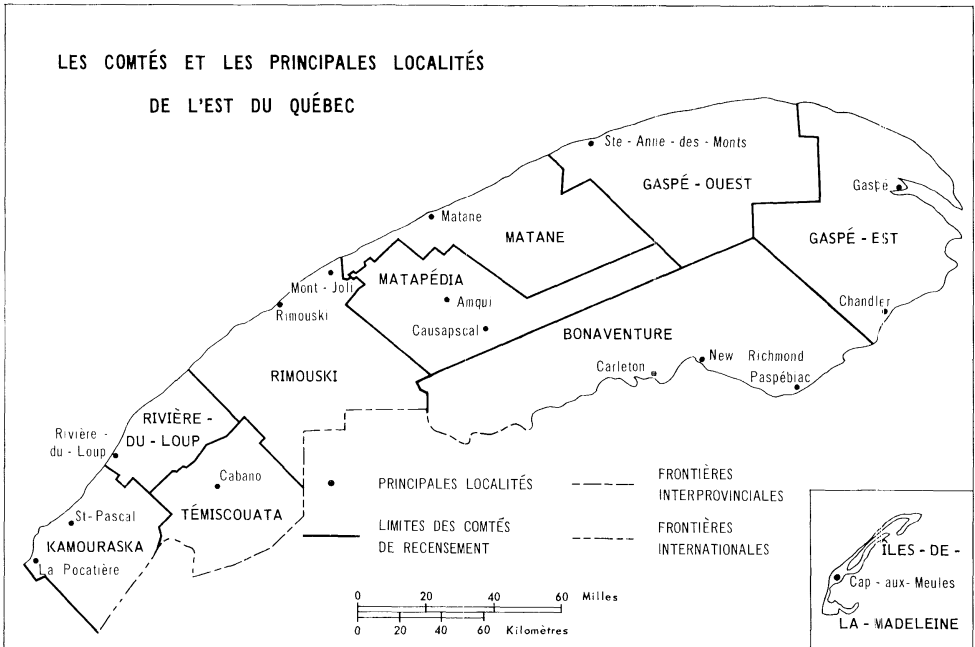 LES COMTÉS ET LES PRINCIPALES LOCALITÉS
DE L'EST DU QUÉBEC
Ste - Anne - des - Monts
GASPÉ - OUEST
Gaspé
Matane
MATANE
GASPÉ - EST
MATAPÉDIA
Mont - Joli
Amqui
Chandler
Rimouski
Causapscal
BONAVENTURE
New Richmond
Carleton
Paspébiac
RIMOUSKI
RIVIÈRE -
DU - LOUP
Rivière -
du - Loup
Cabano
TÉMISCOUATA
St - Pascal
KAMOURASKA
La Pocatière
PRINCIPALES LOCALITÉS
FRONTIÈRES
INTERPROVINCIALES
LIMITES DES COMTÉS
DE RECENSEMENT
FRONTIÈRES
INTERNATIONALES
0 20 40 60 Milles
0 20 40 60 Kilomètres
ÎLES - DE -
Cap - aux - Meules
LA - MADELEINE